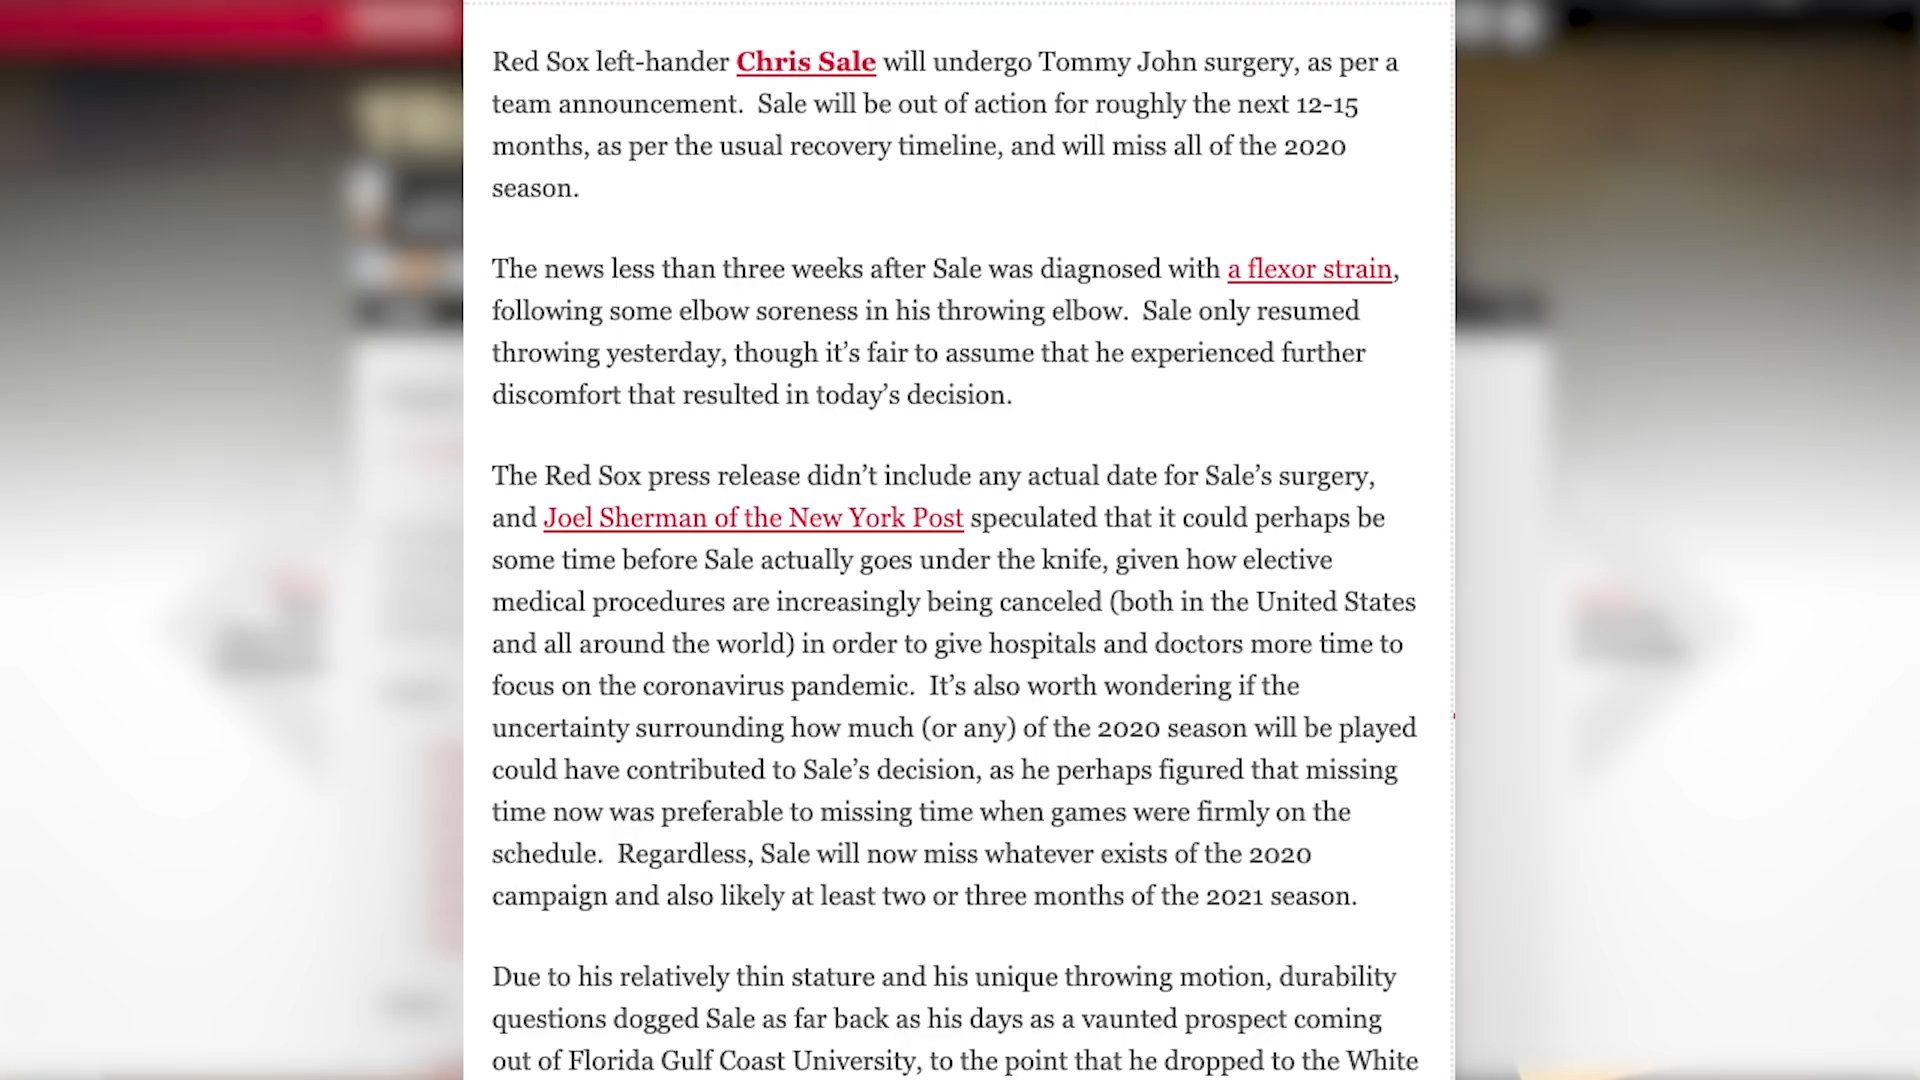 Red Sox left-hander Chris Sale will undergo Tommy John surgery, as per a
team announcement.  Sale will be out of action for roughly the next 12-15
months, as per the usual recovery timeline, and will miss all of the 2020
season.
The news less than three weeks after Sale was diagnosed with a flexor strain,
following some elbow soreness in his throwing elbow.  Sale only resumed
throwing yesterday, though it’s fair to assume that he experienced further
discomfort that resulted in today’s decision.
The Red Sox press release didn’t include any actual date for Sale’s surgery,
and Joel Sherman of the New York Post speculated that it could perhaps be
some time before Sale actually goes under the knife, given how elective
medical procedures are increasingly being canceled (both in the United States
and all around the world) in order to give hospitals and doctors more time to
focus on the coronavirus pandemic.  It’s also worth wondering if the
uncertainty surrounding how much (or any) of the 2020 season will be played
could have contributed to Sale’s decision, as he perhaps figured that missing
time now was preferable to missing time when games were firmly on the
schedule.  Regardless, Sale will now miss whatever exists of the 2020
campaign and also likely at least two or three months of the 2021 season.
Due to his relatively thin stature and his unique throwing motion, durability
questions dogged Sale as far back as his days as a vaunted prospect coming
out of Florida Gulf Coast University, to the point that he dropped to the White